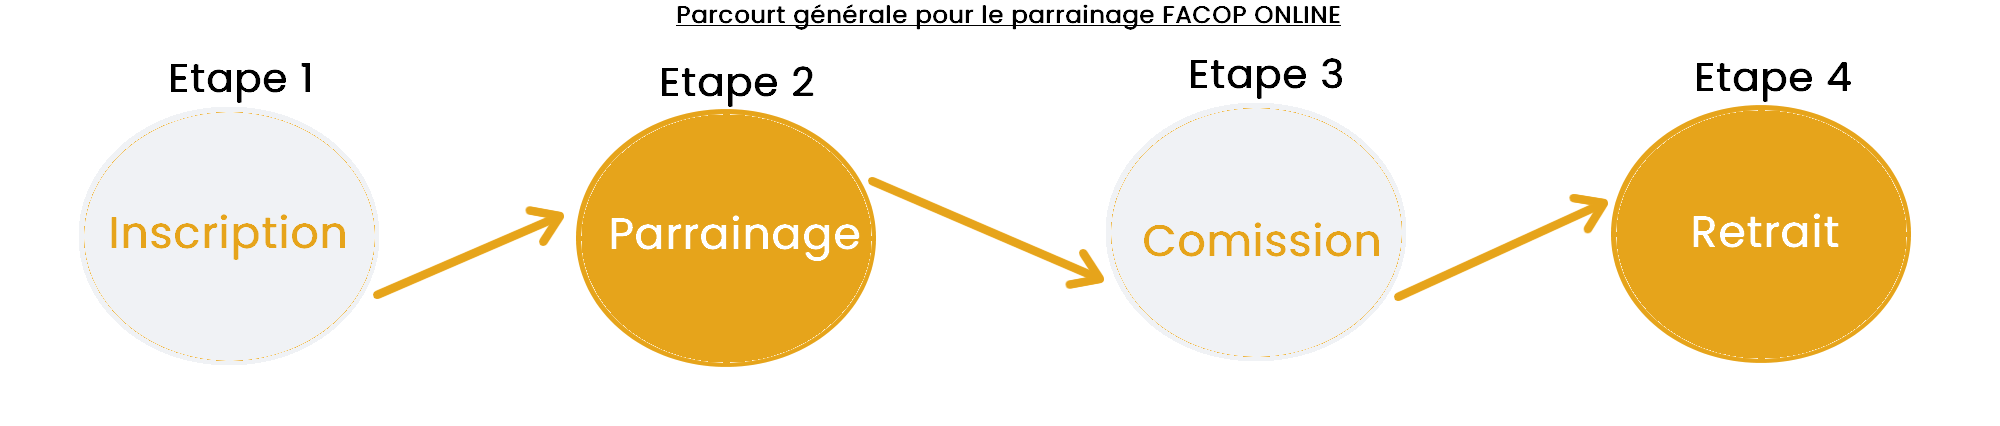 Parcourt générale pour le parrainage FACOP ONLINE
Etape 1
Etape 2
Etape 3
Etape 4
Inscription
Parrainage
Comission
Retrait